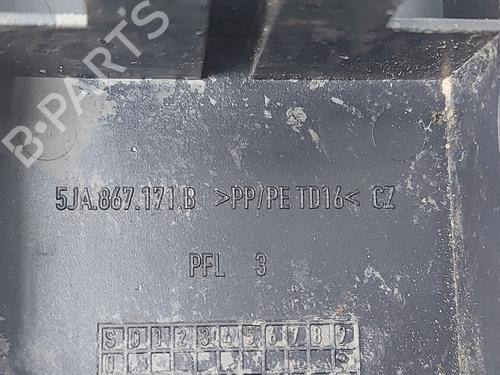 B-PARTS
5JA.867.171.B >PP/PE TD16< CZ
PFL 3
S D 1 2 3 4 5 6 7 8 9